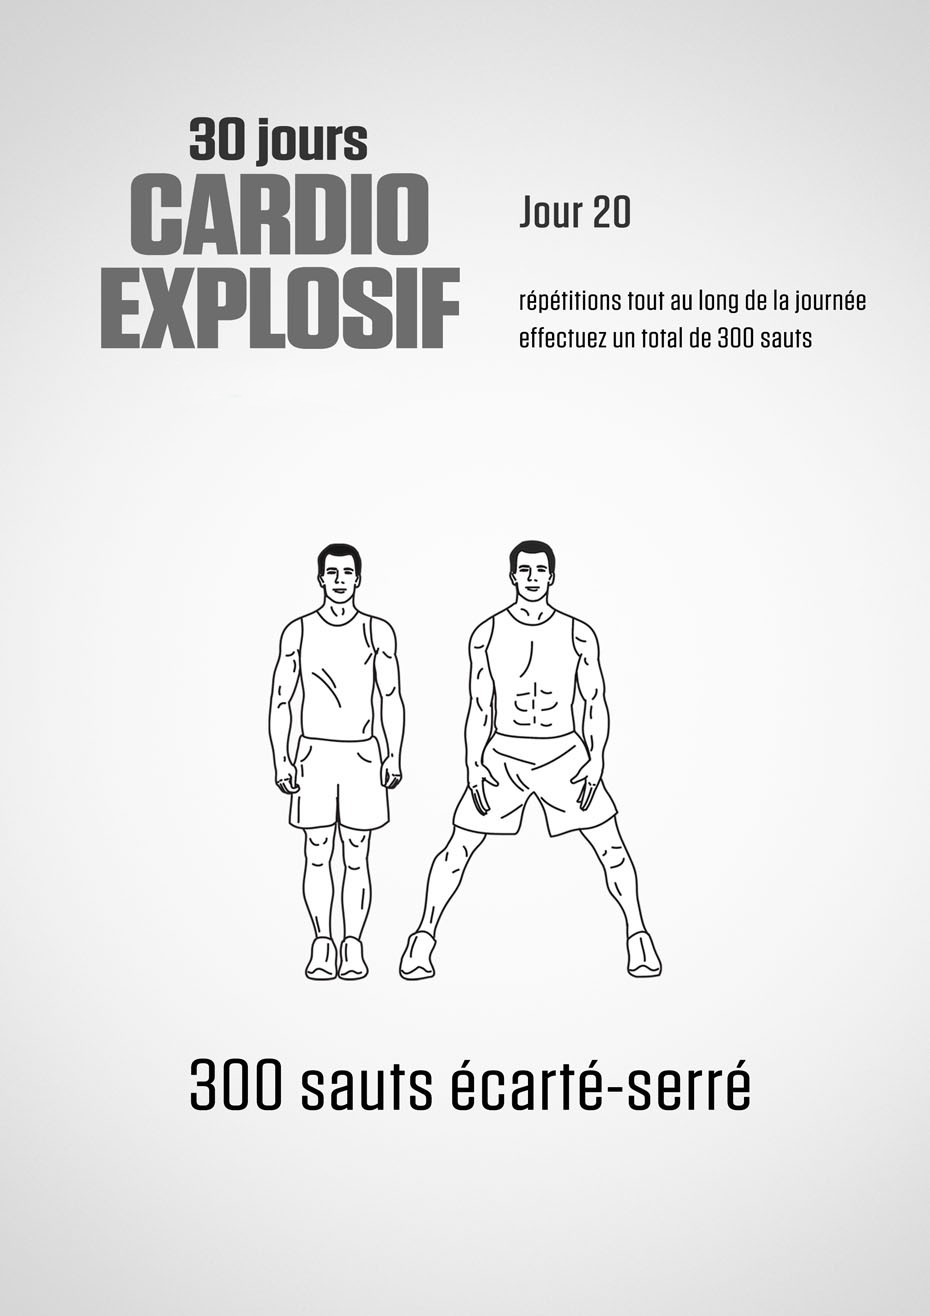 30 jours
CARDIO
EXPLOSIF
Jour 20
répétitions tout au long de la journée
effectuez un total de 300 sauts
300 sauts écarté-serré